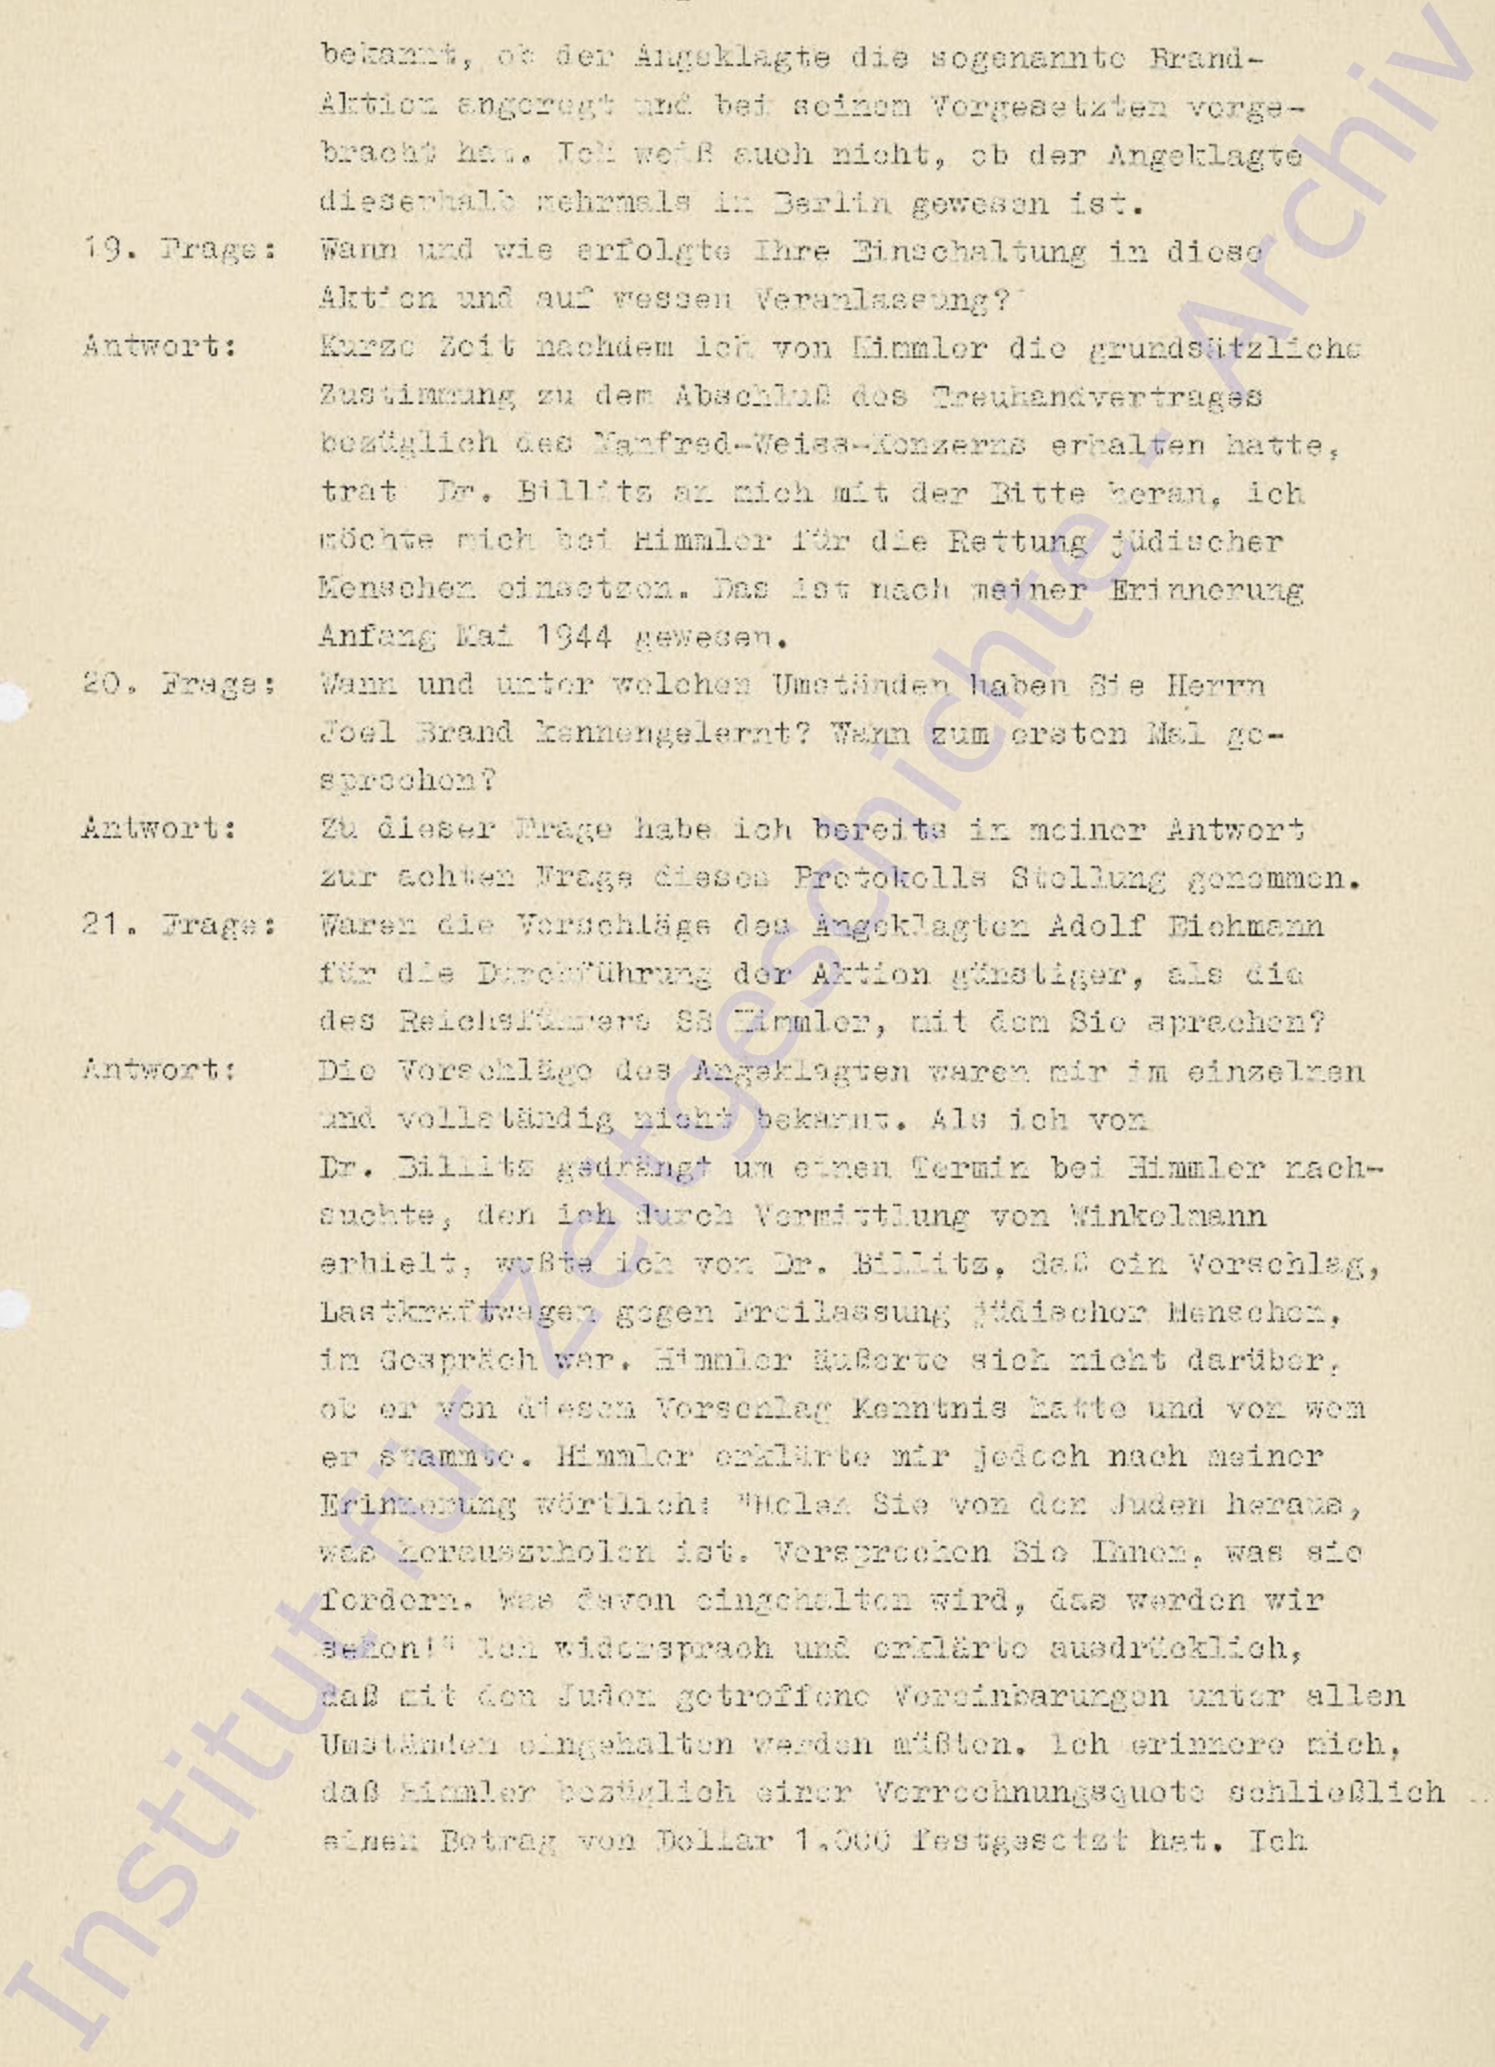 bekannt, ob der Angeklagte die sogenannte Brand-
Aktion angeregt und bei seinen Vorgesetzten vorge-
bracht hat. Ich weiß auch nicht, ob der Angeklagte
dieserhalb mehrmals in Berlin gewesen ist.
19. Frage: Wann und wie erfolgte Ihre Einschaltung in diese
Aktion und auf wessen Veranlassung?
Antwort: Kurze Zeit nachdem ich von Himmler die grundsätzliche
Zustimmung zu dem Abschluß des Treuhandvertrages
bezüglich des Manfred-Weiss-Konzerns erhalten hatte,
trat Dr. Billitz an mich mit der Bitte heran, ich
möchte mich bei Himmler für die Rettung jüdischer
Menschen einsetzen. Das ist nach meiner Erinnerung
Anfang Mai 1944 gewesen.
20. Frage: Wann und unter welchen Umständen haben Sie Herrn
Joel Brand kennengelernt? Wann zum ersten Mal ge-
sprochen?
Antwort: Zu dieser Frage habe ich bereits in meiner Antwort
zur achten Frage dieses Protokolls Stellung genommen.
21. Frage: Waren die Vorschläge des Angeklagten Adolf Eichmann
für die Durchführung der Aktion günstiger, als die
des Reichsführers SS Himmler, mit dem Sie sprachen?
Antwort: Die Vorschläge des Angeklagten waren mir im einzelnen
und vollständig nicht bekannt. Als ich von
Dr. Billitz gedrängt um einen Termin bei Himmler nach-
suchte, den ich durch Vermittlung von Winkelmann
erhielt, wußte ich von Dr. Billitz, daß ein Vorschlag,
Lastkraftwagen gegen Freilassung jüdischer Menschen,
im Gespräch war. Himmler äußerte sich nicht darüber,
ob er von diesem Vorschlag Kenntnis hatte und von wem
er stammte. Himmler erklärte mir jedoch nach meiner
Erinnerung wörtlich: "Holen Sie von den Juden heraus,
was herauszuholen ist. Versprechen Sie Ihnen, was sie
fordern. Was davon eingehalten wird, das werden wir
sehen!" Ich widersprach und erklärte ausdrücklich,
daß mit den Juden getroffene Vereinbarungen unter allen
Umständen eingehalten werden müßten. Ich erinnere mich,
daß Himmler bezüglich einer Verrechnungsquote schließlich
einen Betrag von Dollar 1.000 festgesetzt hat. Ich
Institut für Zeitgeschichte - Archiv